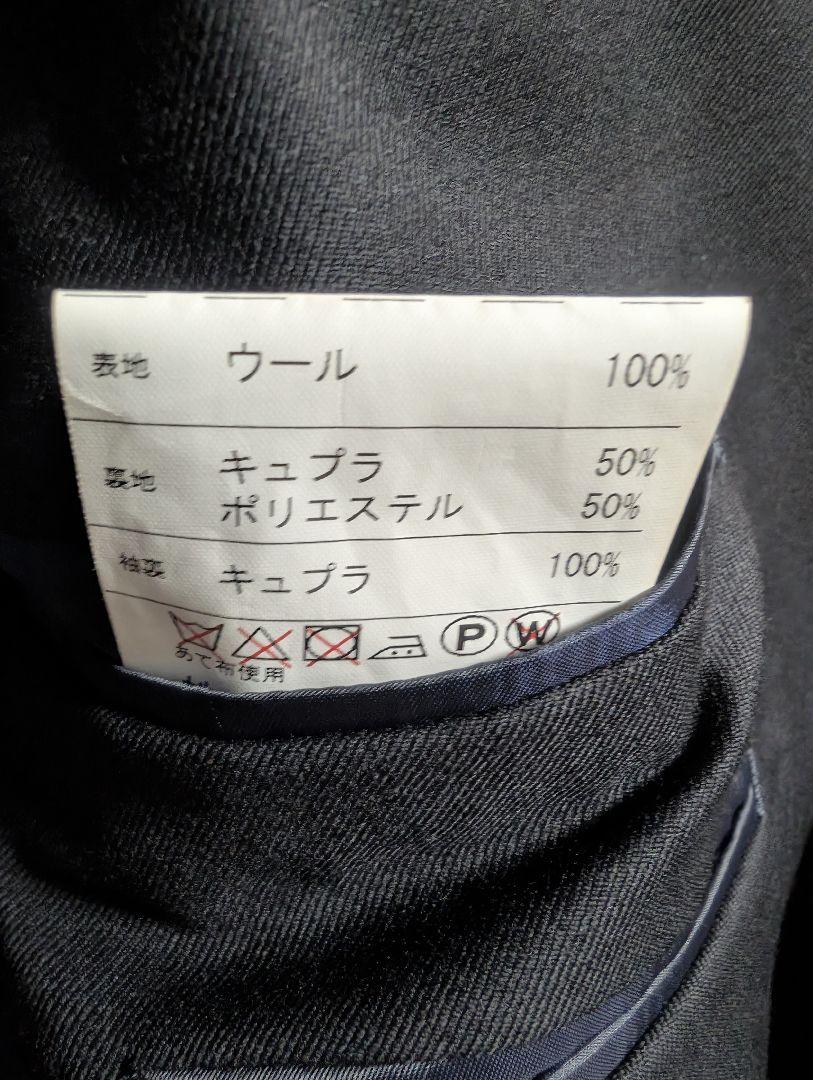 表地 ウール 100%
裏地 キュプラ 50%
ポリエステル 50%
袖裏 キュプラ 100%
P W
あて布使用